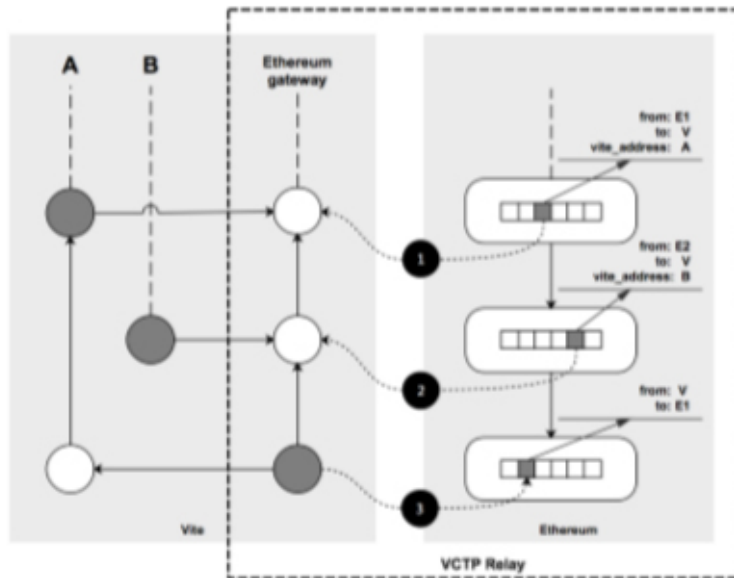 A
B
Ethereum
gateway
from: E1
to: V
vite_address: A
1
from: E2
to: V
vite_address: B
2
from: V
to: E1
3
Vite
Ethereum
VCTP Relay